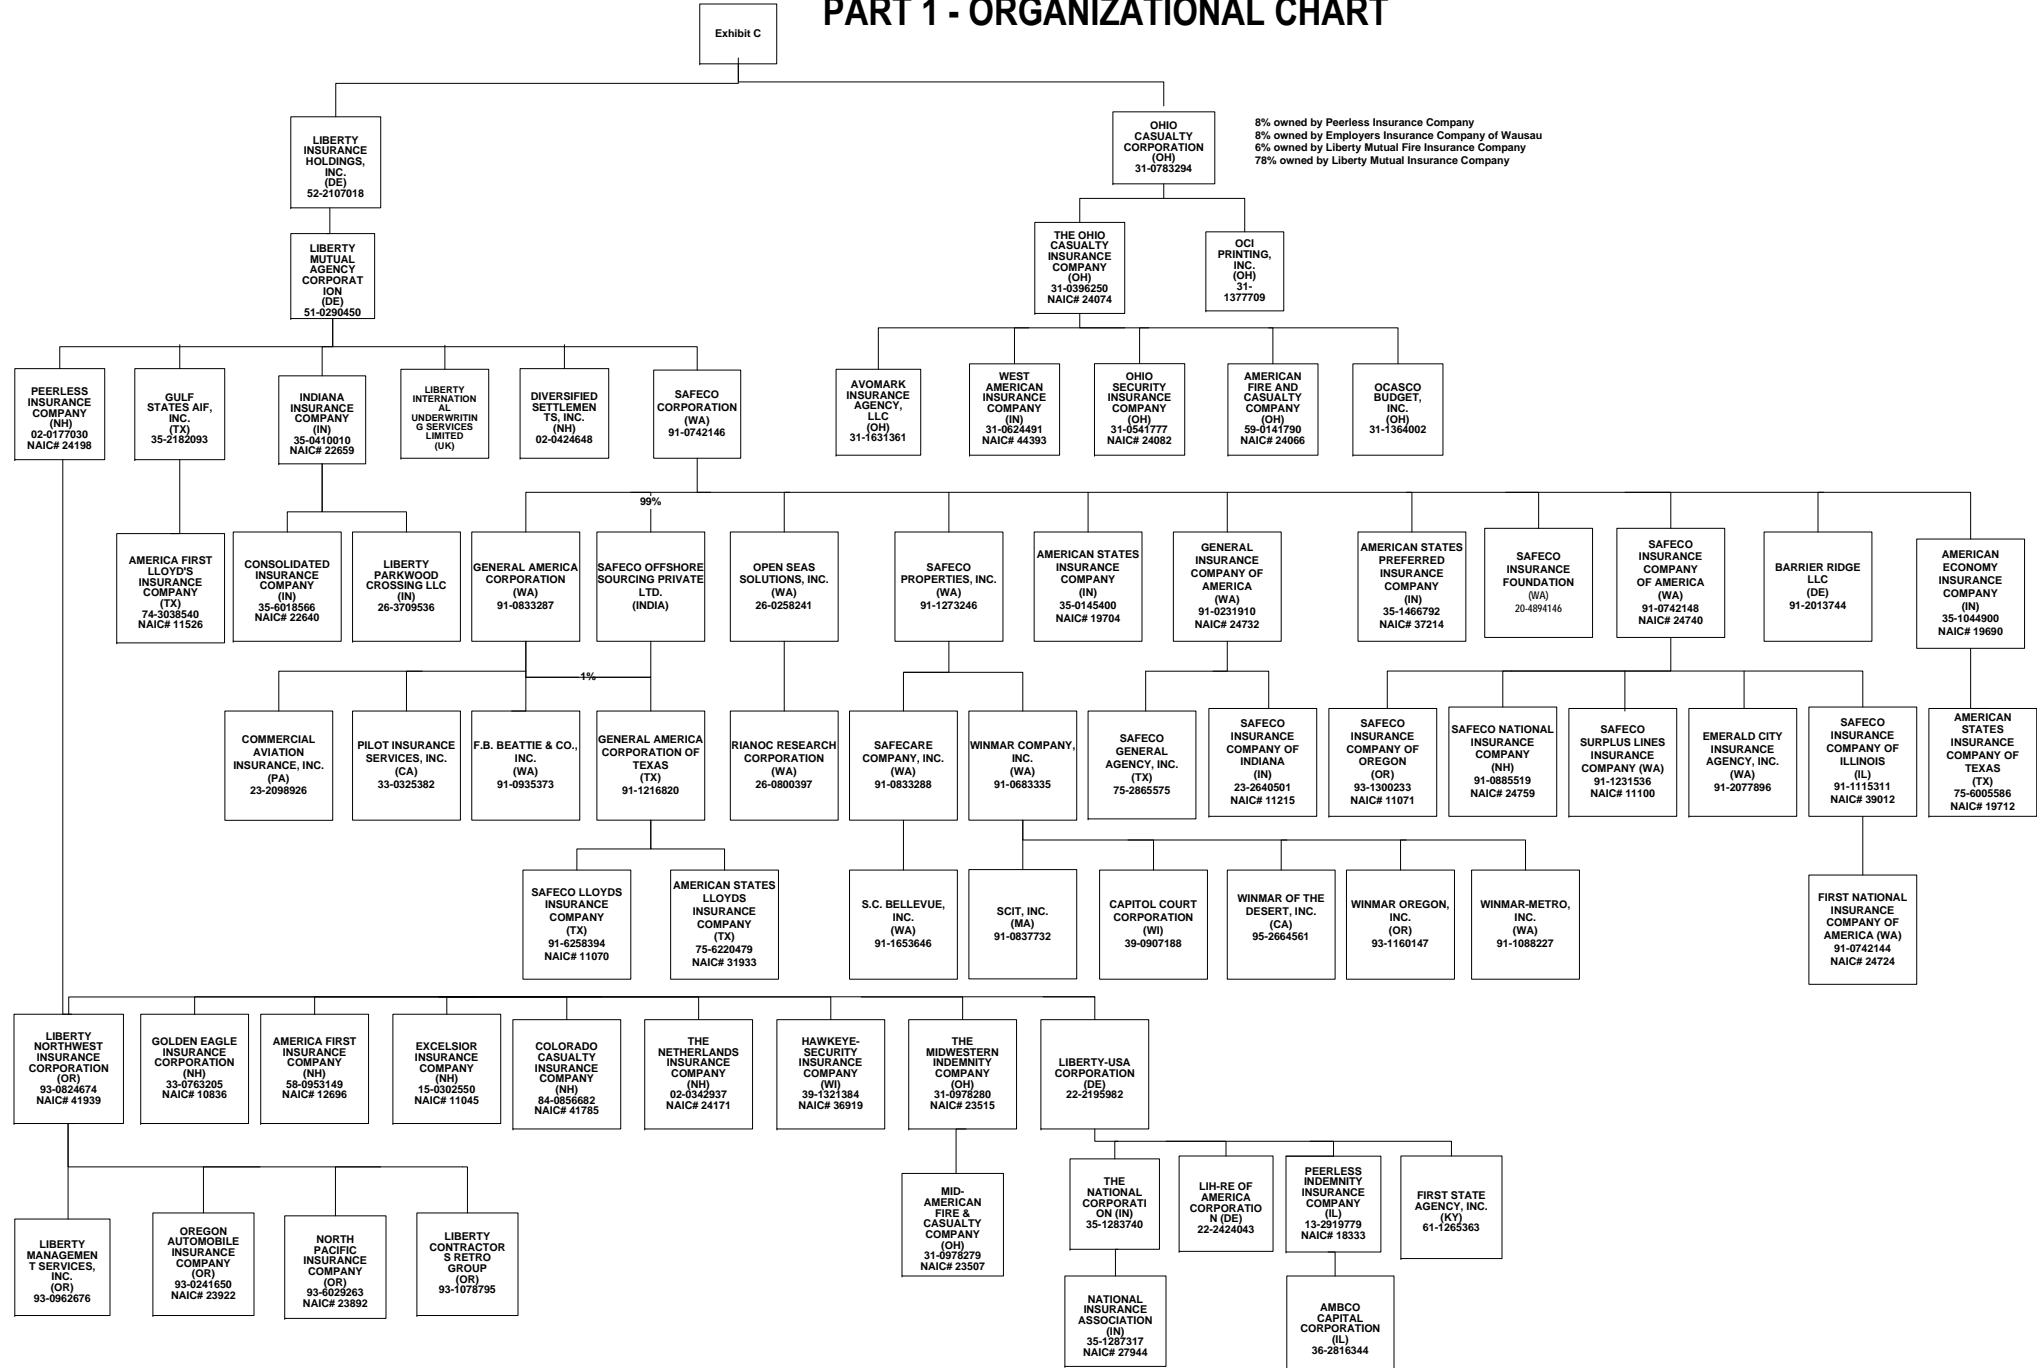 PART 1 - ORGANIZATIONAL CHART
Exhibit C
LIBERTY
INSURANCE
HOLDINGS,
INC.
(DE)
52-2107018
OHIO
CASUALTY
CORPORATION
(OH)
31-0783294
8% owned by Peerless Insurance Company
8% owned by Employers Insurance Company of Wausau
6% owned by Liberty Mutual Fire Insurance Company
78% owned by Liberty Mutual Insurance Company
LIBERTY
MUTUAL
AGENCY
CORPORAT
ION
(DE)
51-0290450
THE OHIO
CASUALTY
INSURANCE
COMPANY
(OH)
31-0396250
NAIC# 24074
OCI
PRINTING,
INC.
(OH)
31-
1377709
PEERLESS
INSURANCE
COMPANY
(NH)
02-0177030
NAIC# 24198
GULF
STATES AIF,
INC.
(TX)
35-2182093
INDIANA
INSURANCE
COMPANY
(IN)
35-0410010
NAIC# 22659
LIBERTY
INTERNATION
AL
UNDERWRITIN
G SERVICES
LIMITED
(UK)
DIVERSIFIED
SETTLEMEN
TS, INC.
(NH)
02-0424648
SAFECO
CORPORATION
(WA)
91-0742146
AVOMARK
INSURANCE
AGENCY,
LLC
(OH)
31-1631361
WEST
AMERICAN
INSURANCE
COMPANY
(IN)
31-0624491
NAIC# 44393
OHIO
SECURITY
INSURANCE
COMPANY
(OH)
31-0541777
NAIC# 24082
AMERICAN
FIRE AND
CASUALTY
COMPANY
(OH)
59-0141790
NAIC# 24066
OCASCO
BUDGET,
INC.
(OH)
31-1364002
99%
AMERICA FIRST
LLOYD'S
INSURANCE
COMPANY
(TX)
74-3038540
NAIC# 11526
CONSOLIDATED
INSURANCE
COMPANY
(IN)
35-6018566
NAIC# 22640
LIBERTY
PARKWOOD
CROSSING LLC
(IN)
26-3709536
GENERAL AMERICA
CORPORATION
(WA)
91-0833287
SAFECO OFFSHORE
SOURCING PRIVATE
LTD.
(INDIA)
OPEN SEAS
SOLUTIONS, INC.
(WA)
26-0258241
SAFECO
PROPERTIES, INC.
(WA)
91-1273246
AMERICAN STATES
INSURANCE
COMPANY
(IN)
35-0145400
NAIC# 19704
GENERAL
INSURANCE
COMPANY OF
AMERICA
(WA)
91-0231910
NAIC# 24732
AMERICAN STATES
PREFERRED
INSURANCE
COMPANY
(IN)
35-1466792
NAIC# 37214
SAFECO
INSURANCE
FOUNDATION
(WA)
20-4894146
SAFECO
INSURANCE
COMPANY
OF AMERICA
(WA)
91-0742148
NAIC# 24740
BARRIER RIDGE
LLC
(DE)
91-2013744
AMERICAN
ECONOMY
INSURANCE
COMPANY
(IN)
35-1044900
NAIC# 19690
1%
COMMERCIAL
AVIATION
INSURANCE, INC.
(PA)
23-2098926
PILOT INSURANCE
SERVICES, INC.
(CA)
33-0325382
F.B. BEATTIE & CO.,
INC.
(WA)
91-0935373
GENERAL AMERICA
CORPORATION OF
TEXAS
(TX)
91-1216820
RIANOC RESEARCH
CORPORATION
(WA)
26-0800397
SAFECARE
COMPANY, INC.
(WA)
91-0833288
WINMAR COMPANY,
INC.
(WA)
91-0683335
SAFECO
GENERAL
AGENCY, INC.
(TX)
75-2865575
SAFECO
INSURANCE
COMPANY OF
INDIANA
(IN)
23-2640501
NAIC# 11215
SAFECO
INSURANCE
COMPANY OF
OREGON
(OR)
93-1300233
NAIC# 11071
SAFECO NATIONAL
INSURANCE
COMPANY
(NH)
91-0885519
NAIC# 24759
SAFECO
SURPLUS LINES
INSURANCE
COMPANY (WA)
91-1231536
NAIC# 11100
EMERALD CITY
INSURANCE
AGENCY, INC.
(WA)
91-2077896
SAFECO
INSURANCE
COMPANY OF
ILLINOIS
(IL)
91-1115311
NAIC# 39012
AMERICAN
STATES
INSURANCE
COMPANY OF
TEXAS
(TX)
75-6005586
NAIC# 19712
SAFECO LLOYDS
INSURANCE
COMPANY
(TX)
91-6258394
NAIC# 11070
AMERICAN STATES
LLOYDS
INSURANCE
COMPANY
(TX)
75-6220479
NAIC# 31933
S.C. BELLEVUE,
INC.
(WA)
91-1653646
SCIT, INC.
(MA)
91-0837732
CAPITOL COURT
CORPORATION
(WI)
39-0907188
WINMAR OF THE
DESERT, INC.
(CA)
95-2664561
WINMAR OREGON,
INC.
(OR)
93-1160147
WINMAR-METRO,
INC.
(WA)
91-1088227
FIRST NATIONAL
INSURANCE
COMPANY OF
AMERICA (WA)
91-0742144
NAIC# 24724
LIBERTY
NORTHWEST
INSURANCE
CORPORATION
(OR)
93-0824674
NAIC# 41939
GOLDEN EAGLE
INSURANCE
CORPORATION
(NH)
33-0763205
NAIC# 10836
AMERICA FIRST
INSURANCE
COMPANY
(NH)
58-0953149
NAIC# 12696
EXCELSIOR
INSURANCE
COMPANY
(NH)
15-0302550
NAIC# 11045
COLORADO
CASUALTY
INSURANCE
COMPANY
(NH)
84-0856682
NAIC# 41785
THE
NETHERLANDS
INSURANCE
COMPANY
(NH)
02-0342937
NAIC# 24171
HAWKEYE-
SECURITY
INSURANCE
COMPANY
(WI)
39-1321384
NAIC# 36919
THE
MIDWESTERN
INDEMNITY
COMPANY
(OH)
31-0978280
NAIC# 23515
LIBERTY-USA
CORPORATION
(DE)
22-2195982
LIBERTY
MANAGEMEN
T SERVICES,
INC.
(OR)
93-0962676
OREGON
AUTOMOBILE
INSURANCE
COMPANY
(OR)
93-0241650
NAIC# 23922
NORTH
PACIFIC
INSURANCE
COMPANY
(OR)
93-6029263
NAIC# 23892
LIBERTY
CONTRACTOR
S RETRO
GROUP
(OR)
93-1078795
MID-
AMERICAN
FIRE &
CASUALTY
COMPANY
(OH)
31-0978279
NAIC# 23507
THE
NATIONAL
CORPORATI
ON (IN)
35-1283740
LIH-RE OF
AMERICA
CORPORATIO
N (DE)
22-2424043
PEERLESS
INDEMNITY
INSURANCE
COMPANY
(IL)
13-2919779
NAIC# 18333
FIRST STATE
AGENCY, INC.
(KY)
61-1265363
NATIONAL
INSURANCE
ASSOCIATION
(IN)
35-1287317
NAIC# 27944
AMBCO
CAPITAL
CORPORATION
(IL)
36-2816344